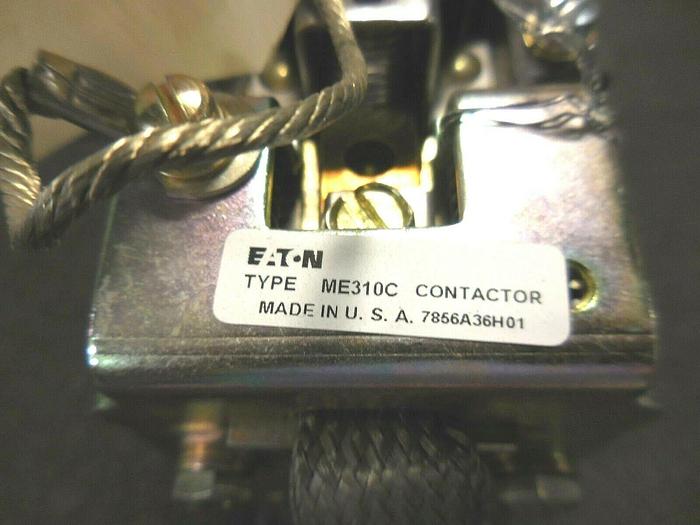 EATON
TYPE ME310C CONTACTOR
MADE IN U. S. A. 7856A36H01